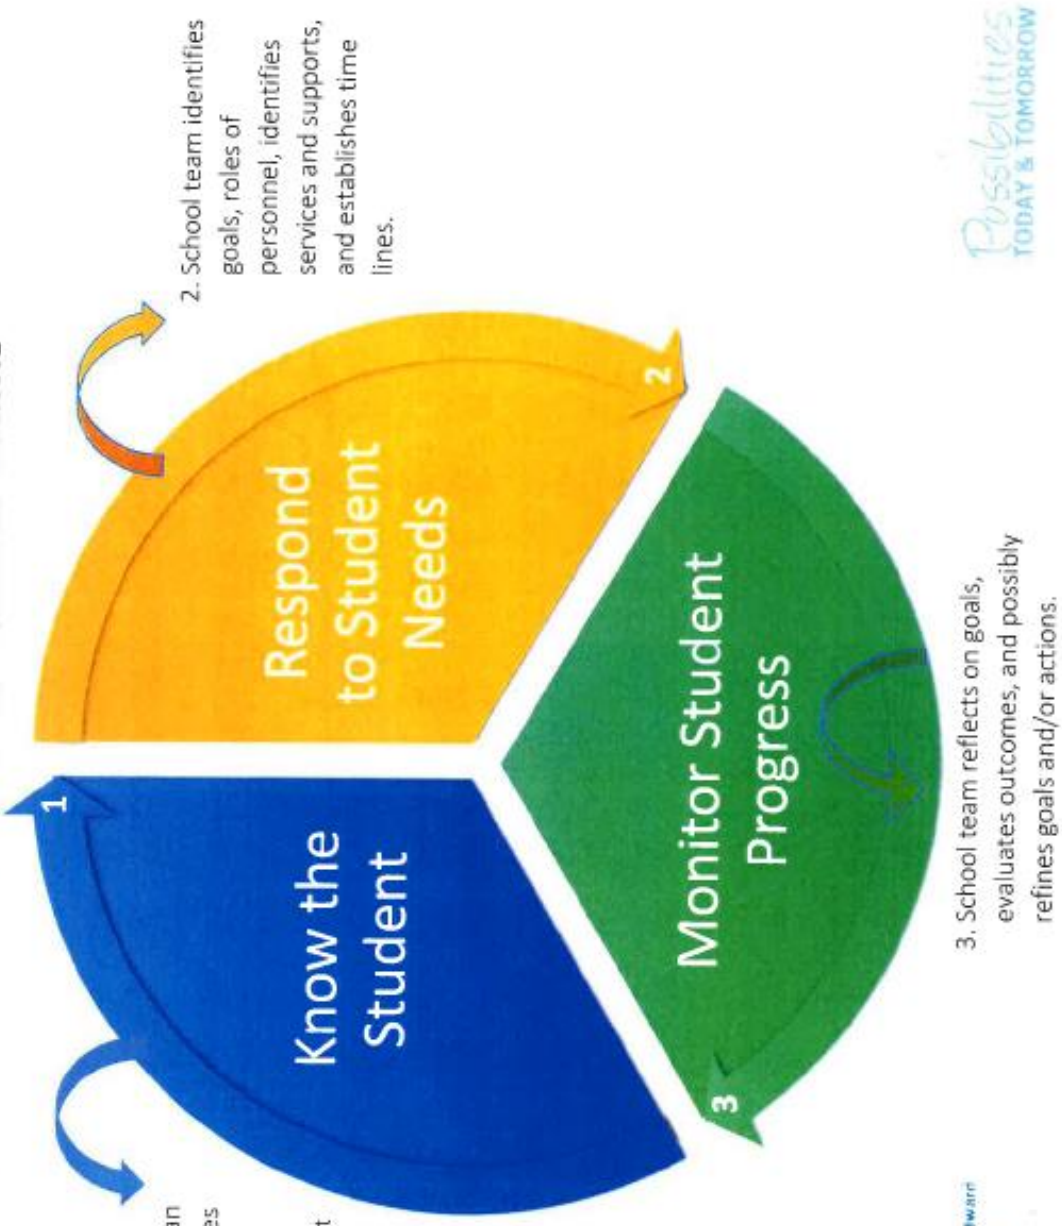 1
Know the
Student
2. School team identifies
goals, roles of
personnel, identifies
services and supports,
and establishes time
lines.
Respond
to Student
Needs
2
Monitor Student
Progress
3
3. School team reflects on goals,
evaluates outcomes, and possibly
refines goals and/or actions.
Possibilities
TODAY & TOMORROW